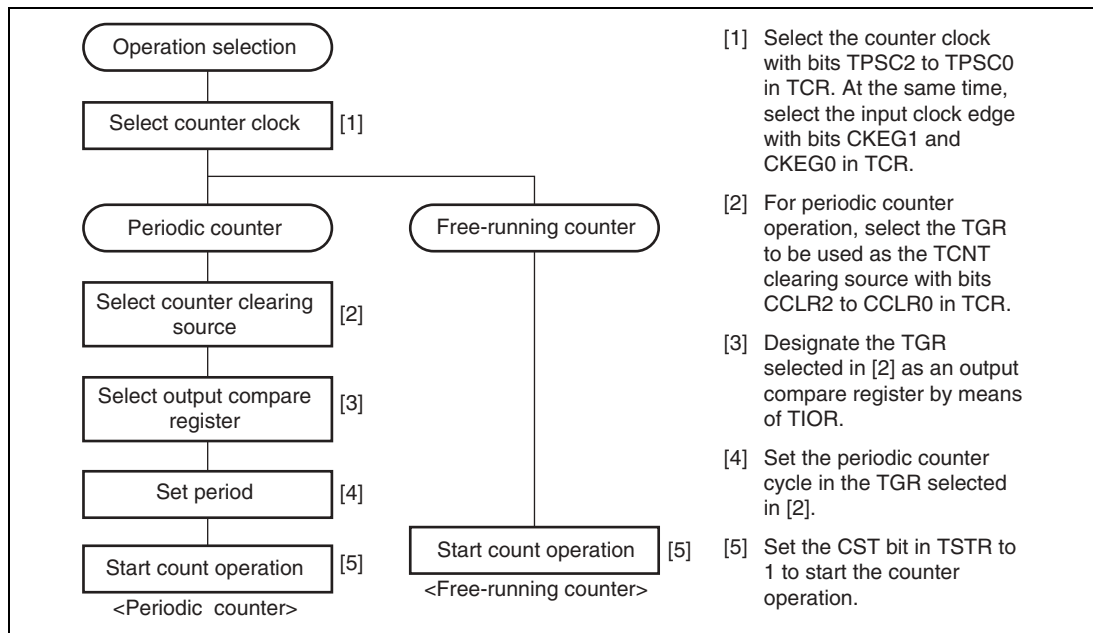 Operation selection
Select counter clock
[1]
Periodic counter
Free-running counter
Select counter clearing
source
[2]
Select output compare
register
[3]
Set period
[4]
Start count operation
[5]
<Periodic counter>
Start count operation
[5]
<Free-running counter>
[1] Select the counter clock
with bits TPSC2 to TPSC0
in TCR. At the same time,
select the input clock edge
with bits CKEG1 and
CKEG0 in TCR.
[2] For periodic counter
operation, select the TGR
to be used as the TCNT
clearing source with bits
CCLR2 to CCLR0 in TCR.
[3] Designate the TGR
selected in [2] as an output
compare register by means
of TIOR.
[4] Set the periodic counter
cycle in the TGR selected
in [2].
[5] Set the CST bit in TSTR to
1 to start the counter
operation.